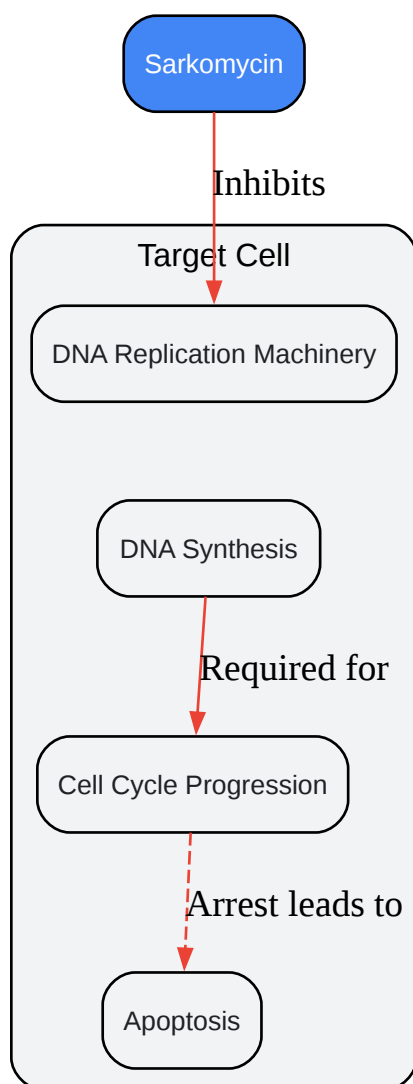 Sarkomycin
Inhibits
Target Cell
DNA Replication Machinery
DNA Synthesis
Required for
Cell Cycle Progression
Arrest leads to
Apoptosis